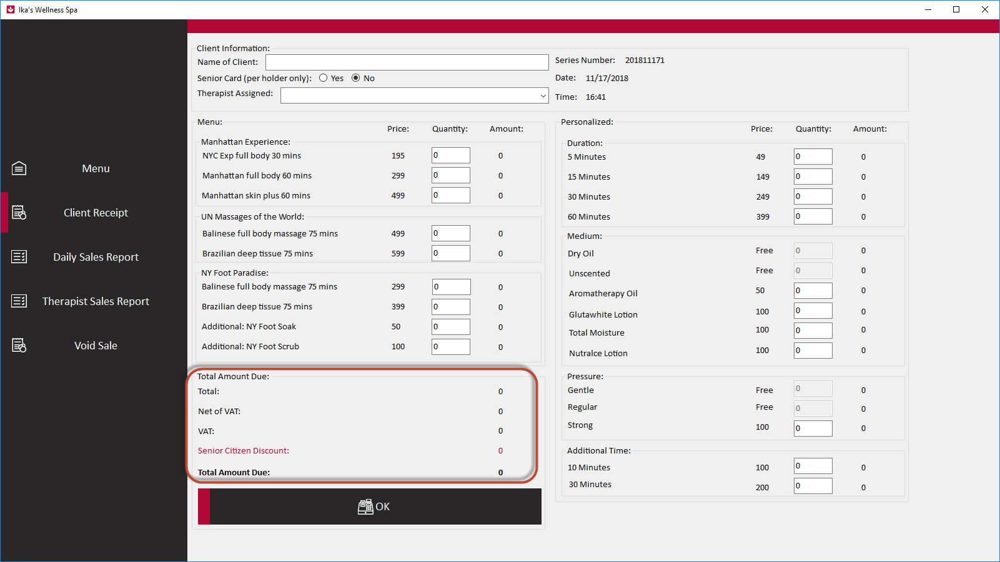 Ika's Wellness Spa
Menu
Client Receipt
Daily Sales Report
Therapist Sales Report
Void Sale
Client Information:
Name of Client:
Senior Card (per holder only): Yes No
Therapist Assigned:
Series Number: 201811171
Date: 11/17/2018
Time: 16:41
Menu:
Price: Quantity: Amount:
Manhattan Experience:
NYC Exp full body 30 mins 195 0 0
Manhattan full body 60 mins 299 0 0
Manhattan skin plus 60 mins 499 0 0
UN Massages of the World:
Balinese full body massage 75 mins 499 0 0
Brazilian deep tissue 75 mins 599 0 0
NY Foot Paradise:
Balinese full body massage 75 mins 299 0 0
Brazilian deep tissue 75 mins 399 0 0
Additional: NY Foot Soak 50 0 0
Additional: NY Foot Scrub 100 0 0
Total Amount Due:
Total: 0
Net of VAT: 0
VAT: 0
Senior Citizen Discount: 0
Total Amount Due: 0
OK
Personalized:
Price: Quantity: Amount:
Duration:
5 Minutes 49 0 0
15 Minutes 149 0 0
30 Minutes 249 0 0
60 Minutes 399 0 0
Medium:
Dry Oil Free 0 0
Unscented Free 0 0
Aromatherapy Oil 50 0 0
Glutawhite Lotion 100 0 0
Total Moisture 100 0 0
Nutralce Lotion 100 0 0
Pressure:
Gentle Free 0 0
Regular Free 0 0
Strong 100 0 0
Additional Time:
10 Minutes 100 0 0
30 Minutes 200 0 0